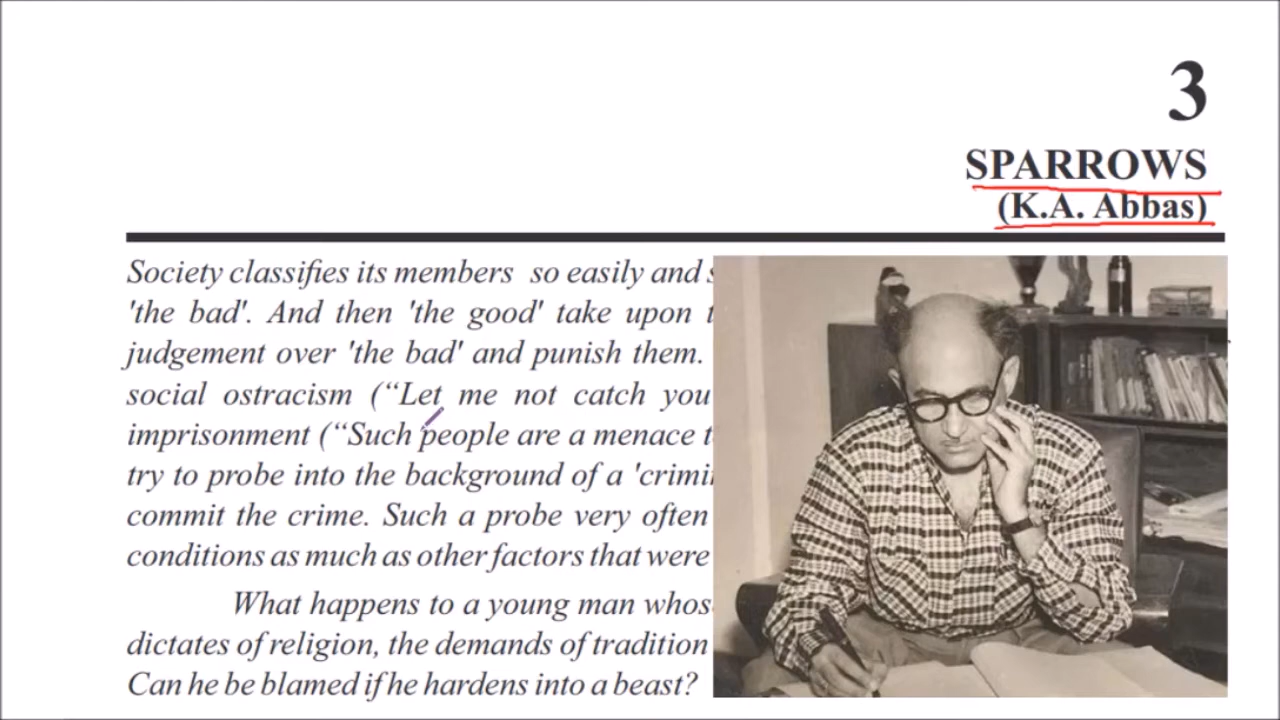 3
SPARROWS
(K.A. Abbas)
Society classifies its members so easily and
'the bad'. And then 'the good' take upon
judgement over 'the bad' and punish them.
social ostracism (“Let me not catch you
imprisonment (“Such people are a menace
try to probe into the background of a
commit the crime. Such a probe very often
conditions as much as other factors that were
What happens to a young man
dictates of religion, the demands of tradition
Can he be blamed if he hardens into a beast?